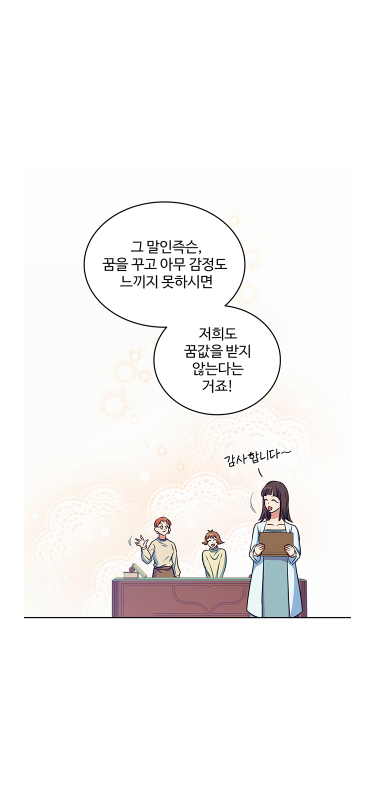 그 말인즉슨,
꿈을 꾸고 아무 감정도
느끼지 못하시면
저희도
꿈값을 받지
않는다는
거죠!
감사합니다~